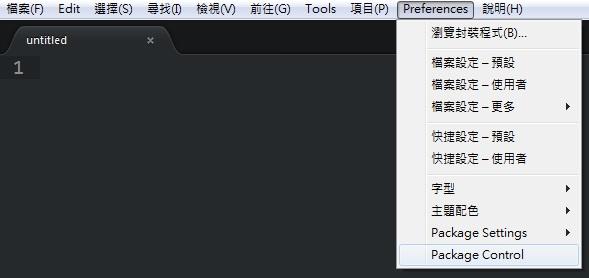 檔案(F) Edit 選擇(S) 尋找(I) 檢視(V) 前往(G) Tools 項目(P) Preferences 說明(H)
untitled ×
1
瀏覽封裝程式(B)...
檔案設定 – 預設
檔案設定 – 使用者
檔案設定 – 更多
快捷設定 – 預設
快捷設定 – 使用者
字型
主題配色
Package Settings
Package Control